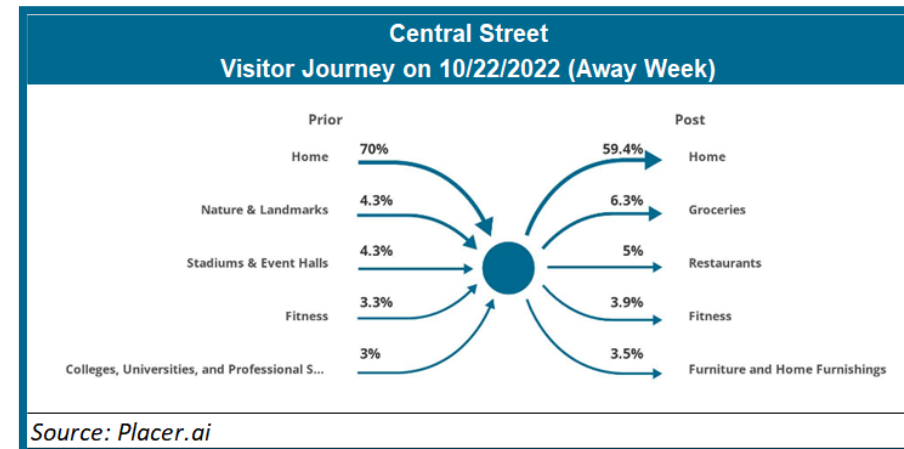 Central Street
Visitor Journey on 10/22/2022 (Away Week)
Prior
Post
70%
Home
59.4%
Home
4.3%
Nature & Landmarks
6.3%
Groceries
4.3%
Stadiums & Event Halls
5%
Restaurants
3.3%
Fitness
3.9%
Fitness
3%
Colleges, Universities, and Professional S...
3.5%
Furniture and Home Furnishings
Source: Placer.ai